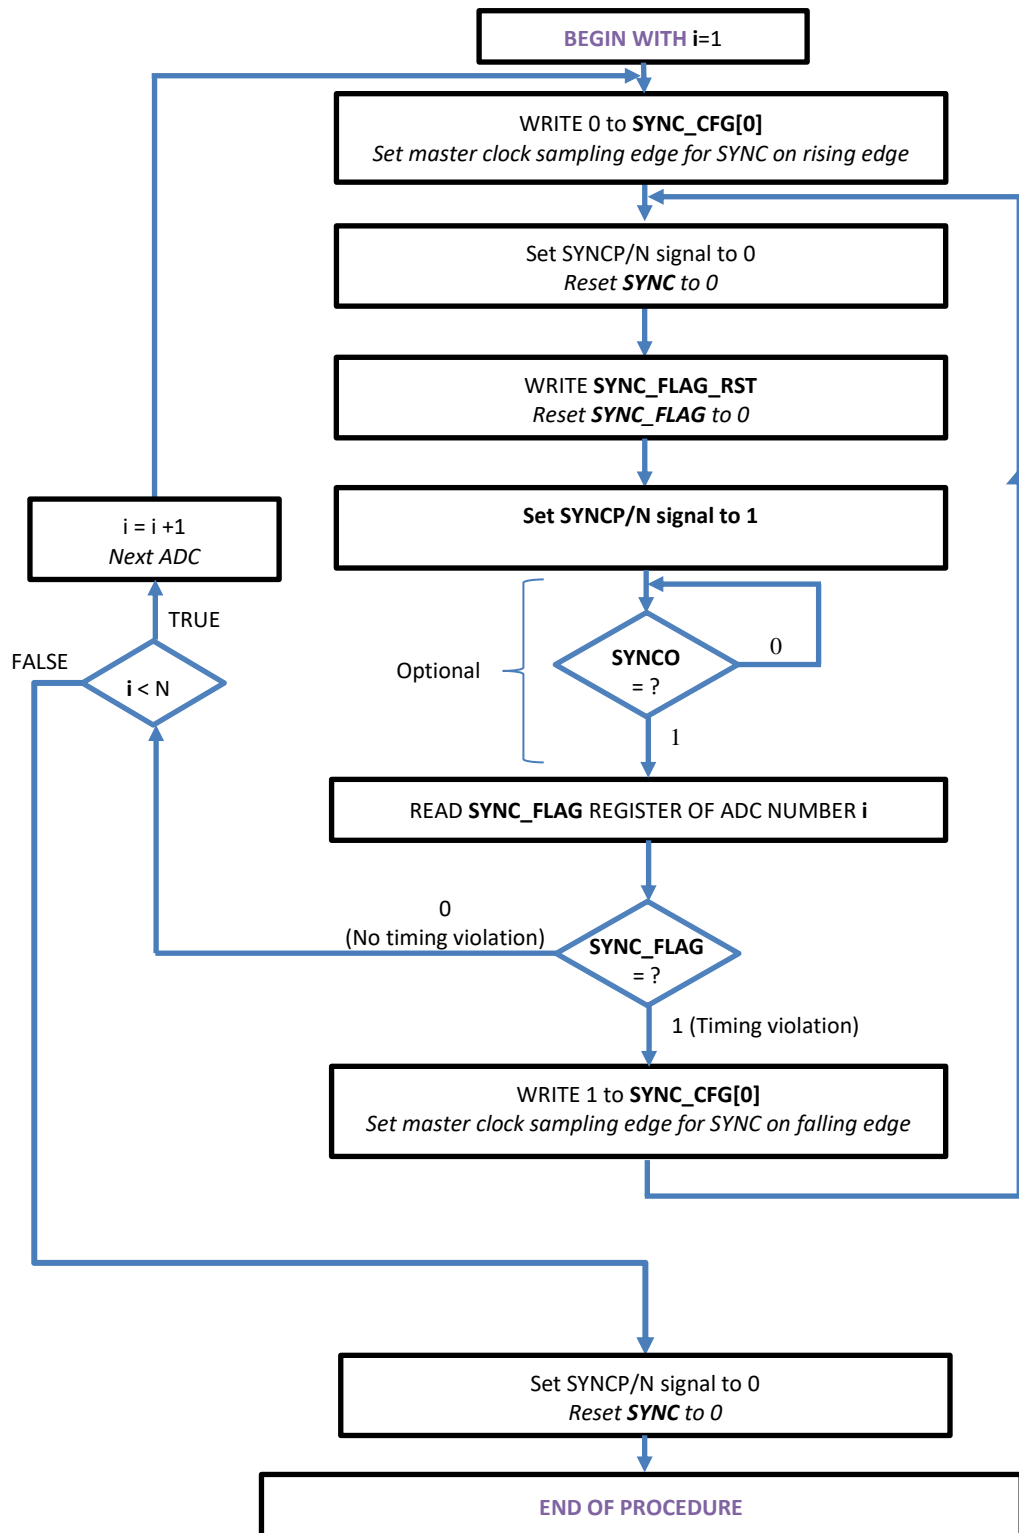 BEGIN WITH i=1
WRITE 0 to SYNC_CFG[0]
Set master clock sampling edge for SYNC on rising edge
Set SYNCP/N signal to 0
Reset SYNC to 0
WRITE SYNC_FLAG_RST
Reset SYNC_FLAG to 0
Set SYNCP/N signal to 1
i = i +1
Next ADC
TRUE
FALSE
i < N
Optional
SYNCO
= ?
0
1
READ SYNC_FLAG REGISTER OF ADC NUMBER i
0
(No timing violation)
SYNC_FLAG
= ?
1 (Timing violation)
WRITE 1 to SYNC_CFG[0]
Set master clock sampling edge for SYNC on falling edge
Set SYNCP/N signal to 0
Reset SYNC to 0
END OF PROCEDURE